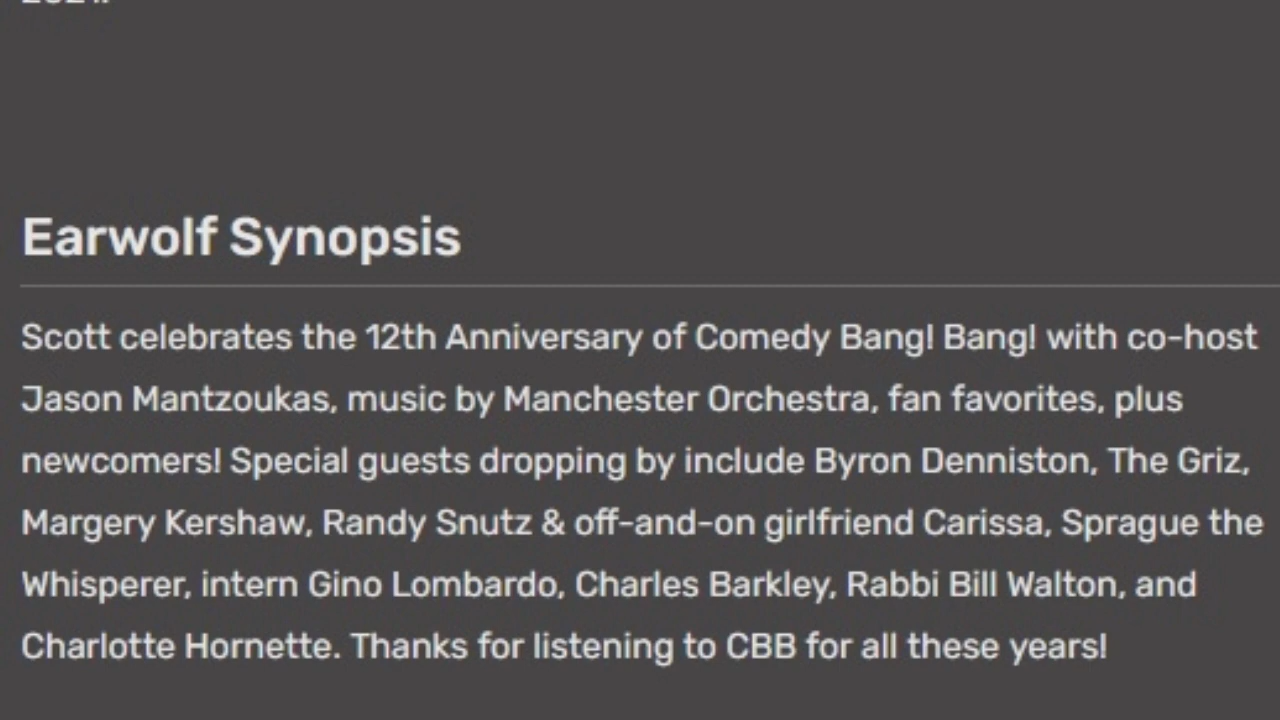 Earwolf Synopsis
Scott celebrates the 12th Anniversary of Comedy Bang! Bang! with co-host
Jason Mantzoukas, music by Manchester Orchestra, fan favorites, plus
newcomers! Special guests dropping by include Byron Denniston, The Griz,
Margery Kershaw, Randy Snutz & off-and-on girlfriend Carissa, Sprague the
Whisperer, intern Gino Lombardo, Charles Barkley, Rabbi Bill Walton, and
Charlotte Hornette. Thanks for listening to CBB for all these years!